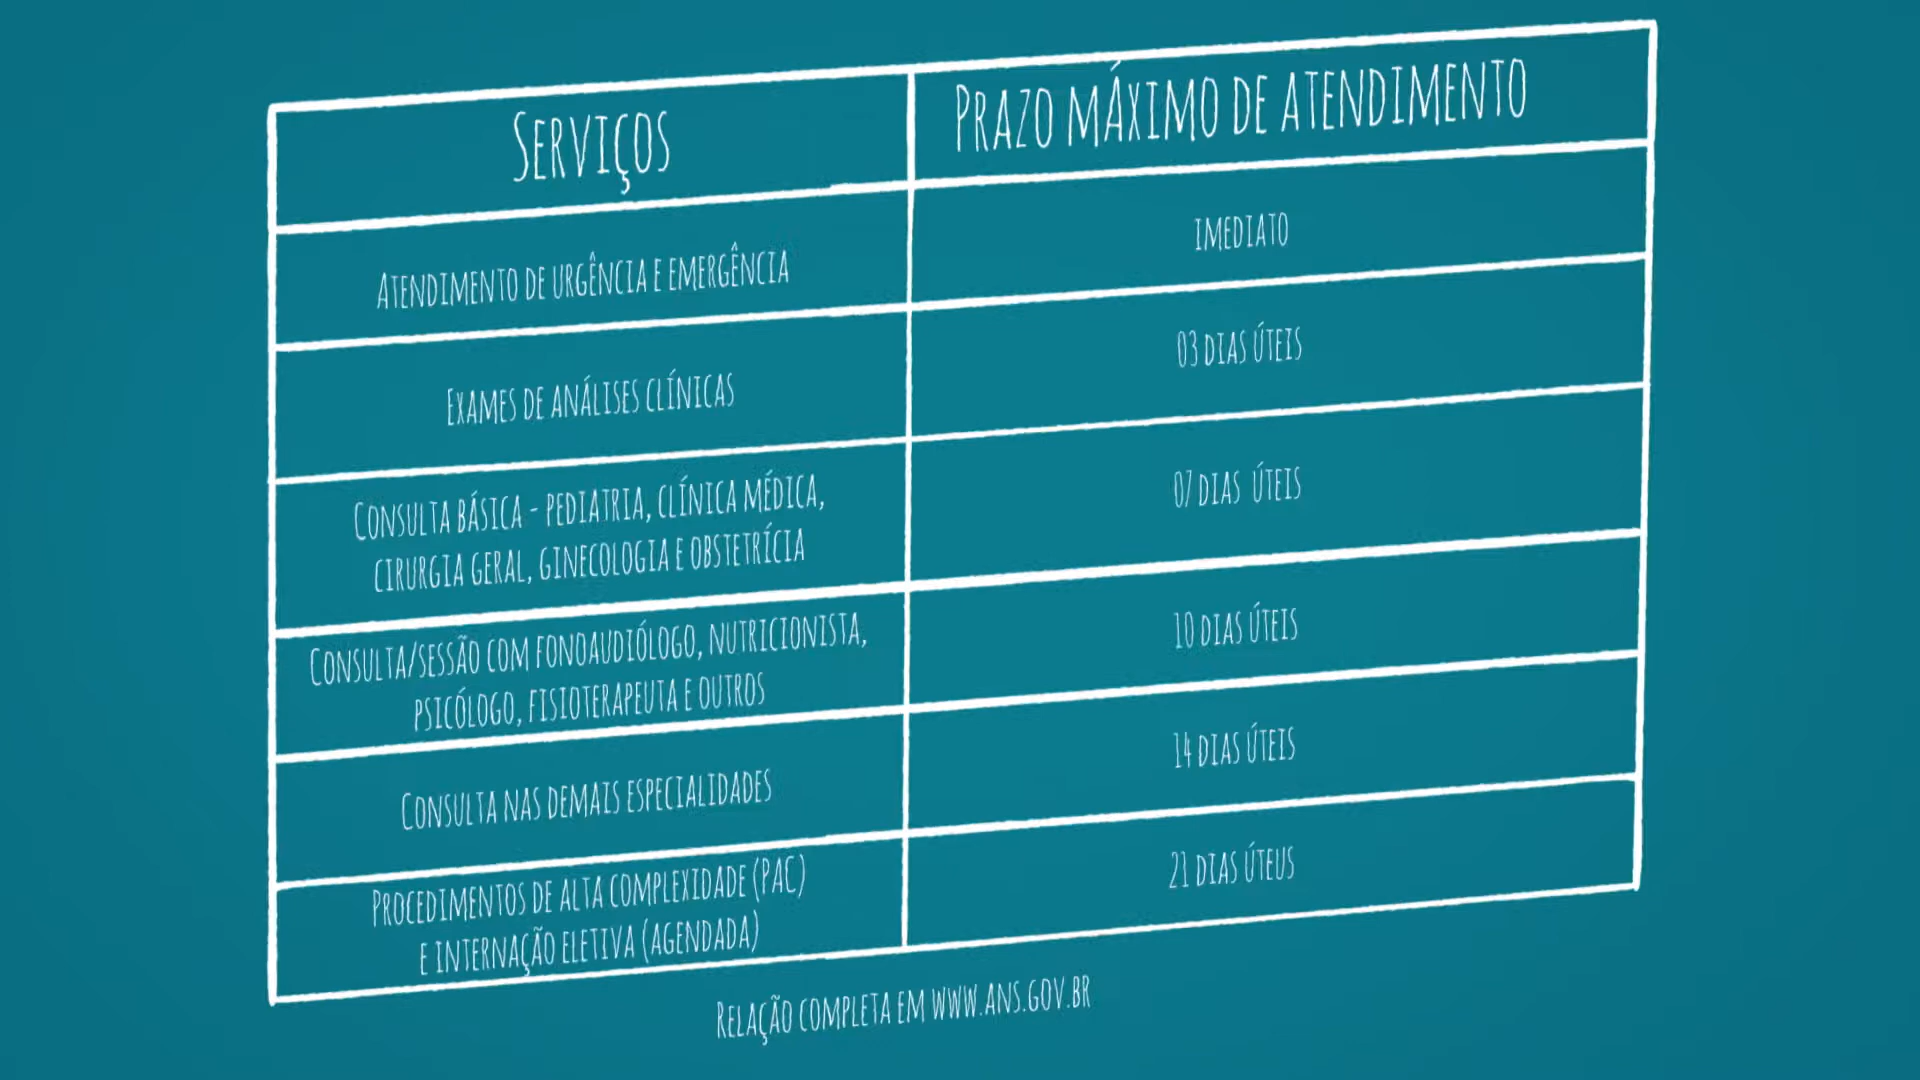 Serviços
Prazo máximo de atendimento
Atendimento de urgência e emergência
imediato
Exames de análises clínicas
03 dias úteis
Consulta básica - pediatria, clínica médica,
cirurgia geral, ginecologia e obstetrícia
07 dias úteis
Consulta/sessão com fonoaudiólogo, nutricionista,
psicólogo, fisioterapeuta e outros
10 dias úteis
Consulta nas demais especialidades
14 dias úteis
Procedimentos de alta complexidade (PAC)
e internação eletiva (agendada)
21 dias úteus
Relação completa em www.ans.gov.br